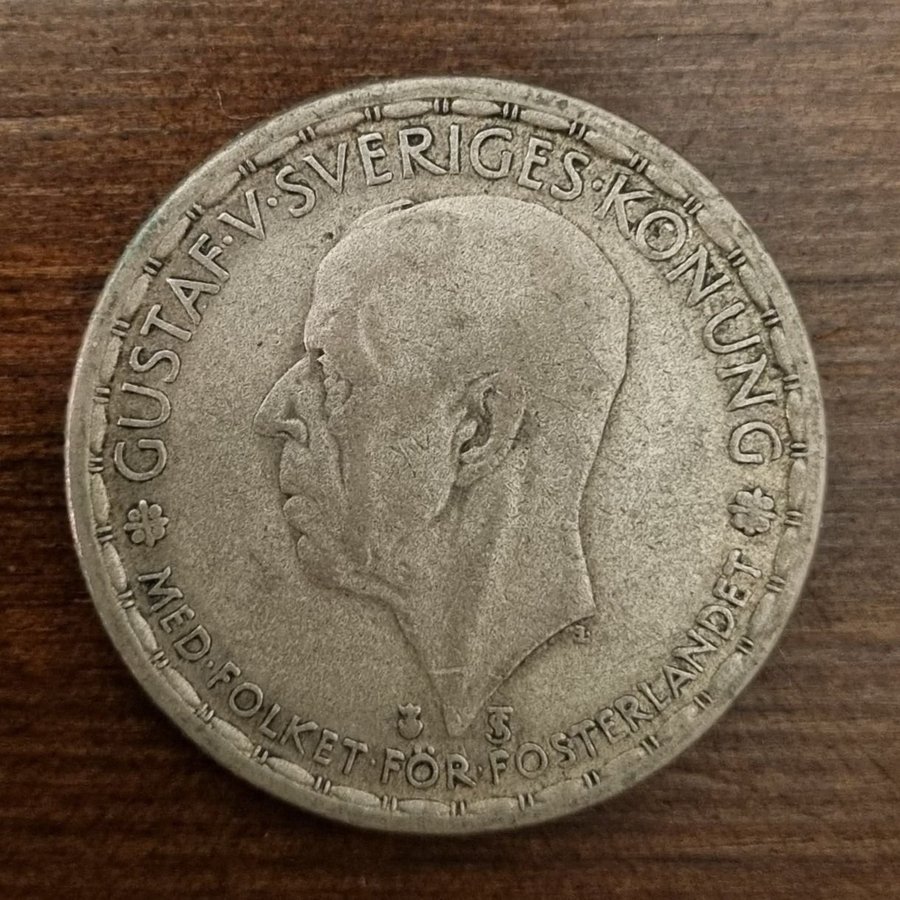 GUSTAF·V·SVERIGES·KONUNG
MED·FOLKET·FÖR·FOSTERLANDET